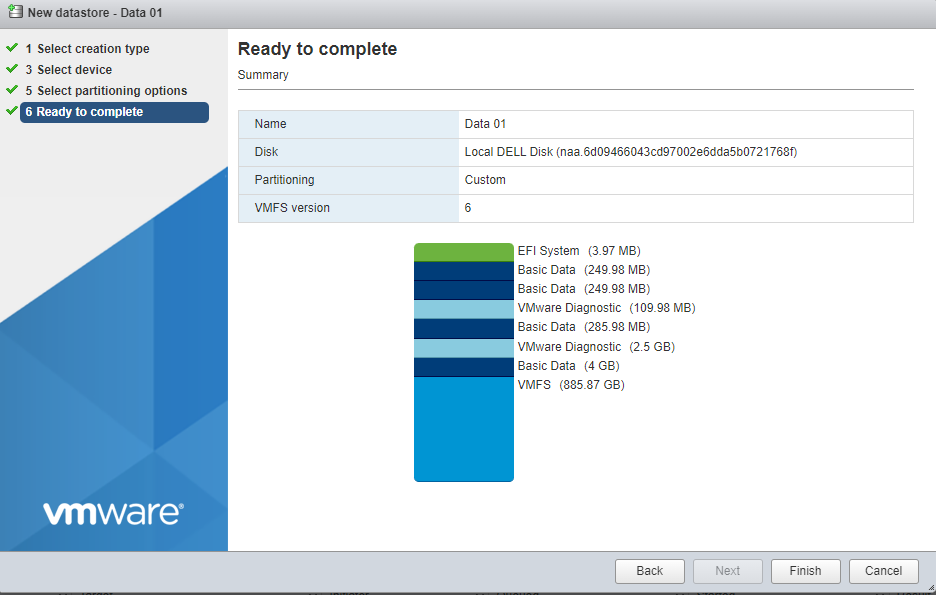 New datastore - Data 01
1 Select creation type
3 Select device
5 Select partitioning options
6 Ready to complete
Ready to complete
Summary
Name Data 01
Disk Local DELL Disk (naa.6d09466043cd97002e6dda5b0721768f)
Partitioning Custom
VMFS version 6
EFI System (3.97 MB)
Basic Data (249.98 MB)
Basic Data (249.98 MB)
VMware Diagnostic (109.98 MB)
Basic Data (285.98 MB)
VMware Diagnostic (2.5 GB)
Basic Data (4 GB)
VMFS (885.87 GB)
vmware®
Back Next Finish Cancel